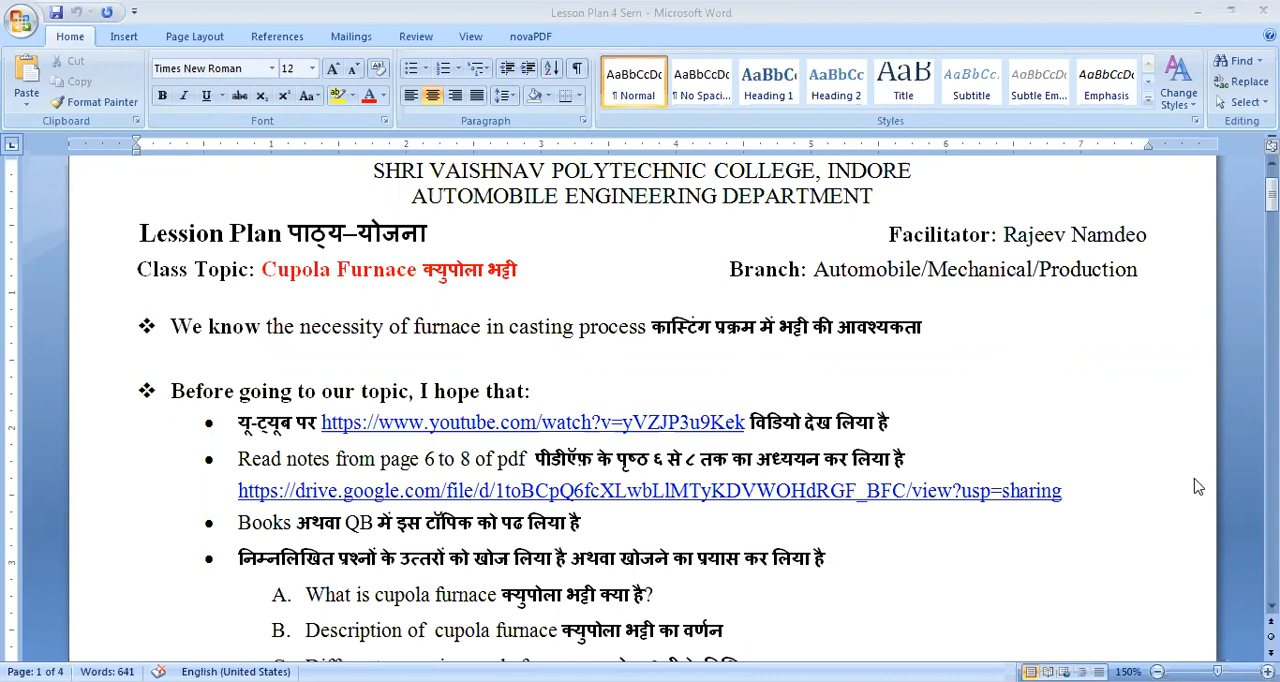 Lesson Plan 4 Sem - Microsoft Word
Home Insert Page Layout References Mailings Review View novaPDF
Paste
Cut
Copy
Format Painter
Clipboard
Times New Roman 12
Font
Paragraph
AaBbCcDc AaBbCcDc AaBbC AaBbCc AaB AaBbCc. AaBbCcDc AaBbCcDc
¶ Normal ¶ No Spaci... Heading 1 Heading 2 Title Subtitle Subtle Em... Emphasis
Styles
Change Styles
Find
Replace
Select
Editing
1 2 3 4 5 6 7
SHRI VAISHNAV POLYTECHNIC COLLEGE, INDORE
AUTOMOBILE ENGINEERING DEPARTMENT
Lession Plan पाठ्य–योजना Facilitator: Rajeev Namdeo
Class Topic: Cupola Furnace क्युपोला भट्टी Branch: Automobile/Mechanical/Production
❖ We know the necessity of furnace in casting process कास्टिंग प्रक्रम में भट्टी की आवश्यकता
❖ Before going to our topic, I hope that:
• यू-ट्यूब पर https://www.youtube.com/watch?v=yVZJP3u9Kek विडियो देख लिया है
• Read notes from page 6 to 8 of pdf पीडीऍफ़ के पृष्ठ ६ से ८ तक का अध्ययन कर लिया है
https://drive.google.com/file/d/1toBCpQ6fcXLwbLlMTyKDVWOHdRGF_BFC/view?usp=sharing
• Books अथवा QB में इस टॉपिक को पढ लिया है
• निम्नलिखित प्रश्नों के उत्तरों को खोज लिया है अथवा खोजने का प्रयास कर लिया है
A. What is cupola furnace क्युपोला भट्टी क्या है?
B. Description of cupola furnace क्युपोला भट्टी का वर्णन
Page: 1 of 4 Words: 641 English (United States) 150%